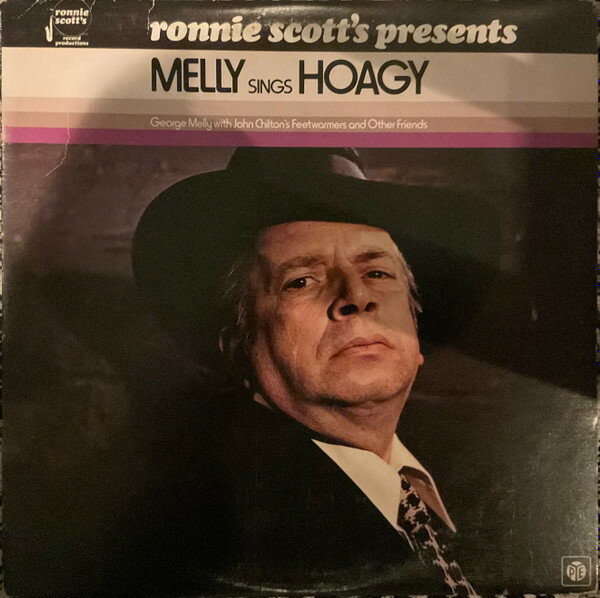 ronnie
scott's
record
productions
ronnie scott's presents
MELLY SINGS HOAGY
George Melly with John Chilton's Feetwarmers and Other Friends
PYE